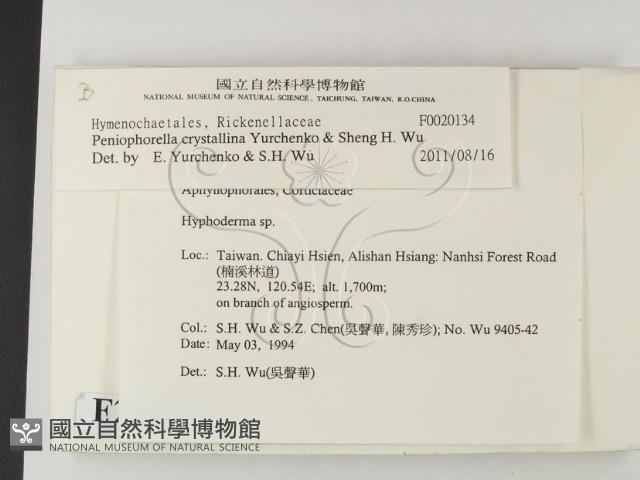 國立自然科學博物館
NATIONAL MUSEUM OF NATURAL SCIENCE, TAICHUNG, TAIWAN, R.O.CHINA
Hymenochaetales, Rickenellaceae F0020134
Peniophorella crystallina Yurchenko & Sheng H. Wu
Det. by E. Yurchenko & S.H. Wu 2011/08/16
Aphyllophorales, Corticiaceae
Hyphoderma sp.
Loc.: Taiwan. Chiayi Hsien, Alishan Hsiang: Nanhsi Forest Road
(楠溪林道)
23.28N, 120.54E; alt. 1,700m;
on branch of angiosperm.
Col.: S.H. Wu & S.Z. Chen(吳聲華, 陳秀珍); No. Wu 9405-42
Date: May 03, 1994
Det.: S.H. Wu(吳聲華)
國立自然科學博物館
NATIONAL MUSEUM OF NATURAL SCIENCE